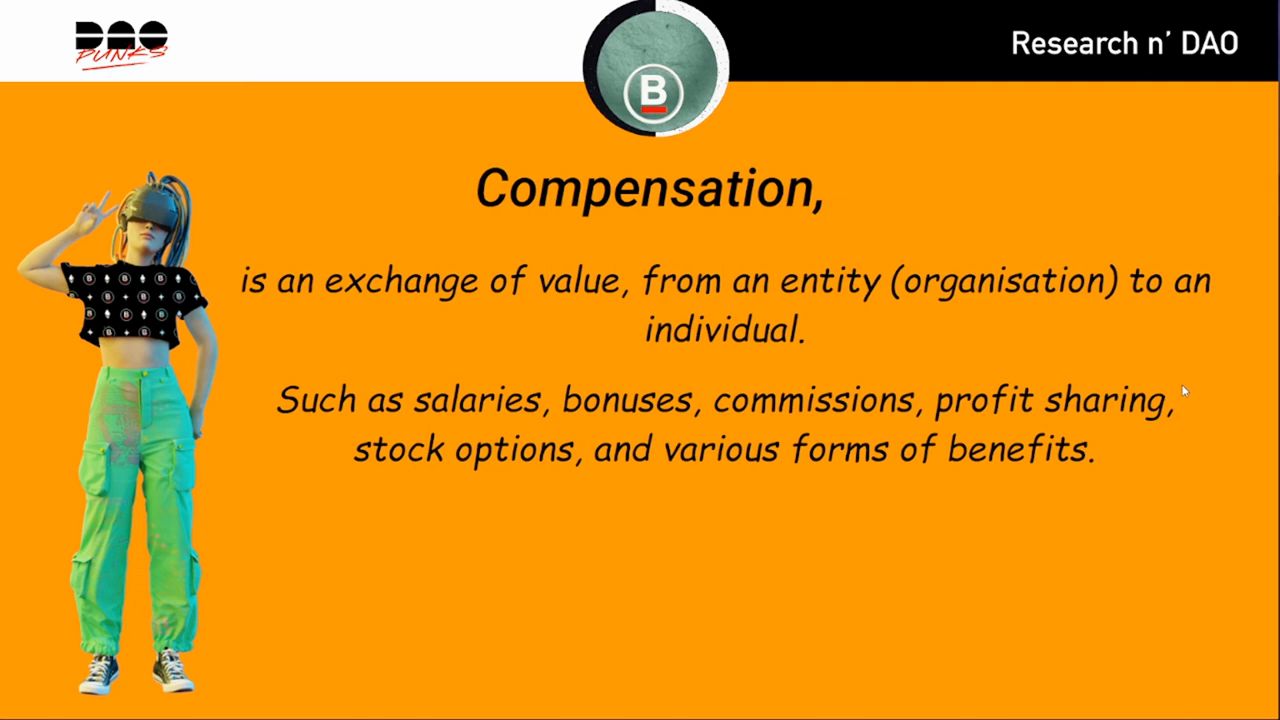 DAO
PUNKS
B
Research n’ DAO
Compensation,
is an exchange of value, from an entity (organisation) to an
individual.
Such as salaries, bonuses, commissions, profit sharing,
stock options, and various forms of benefits.